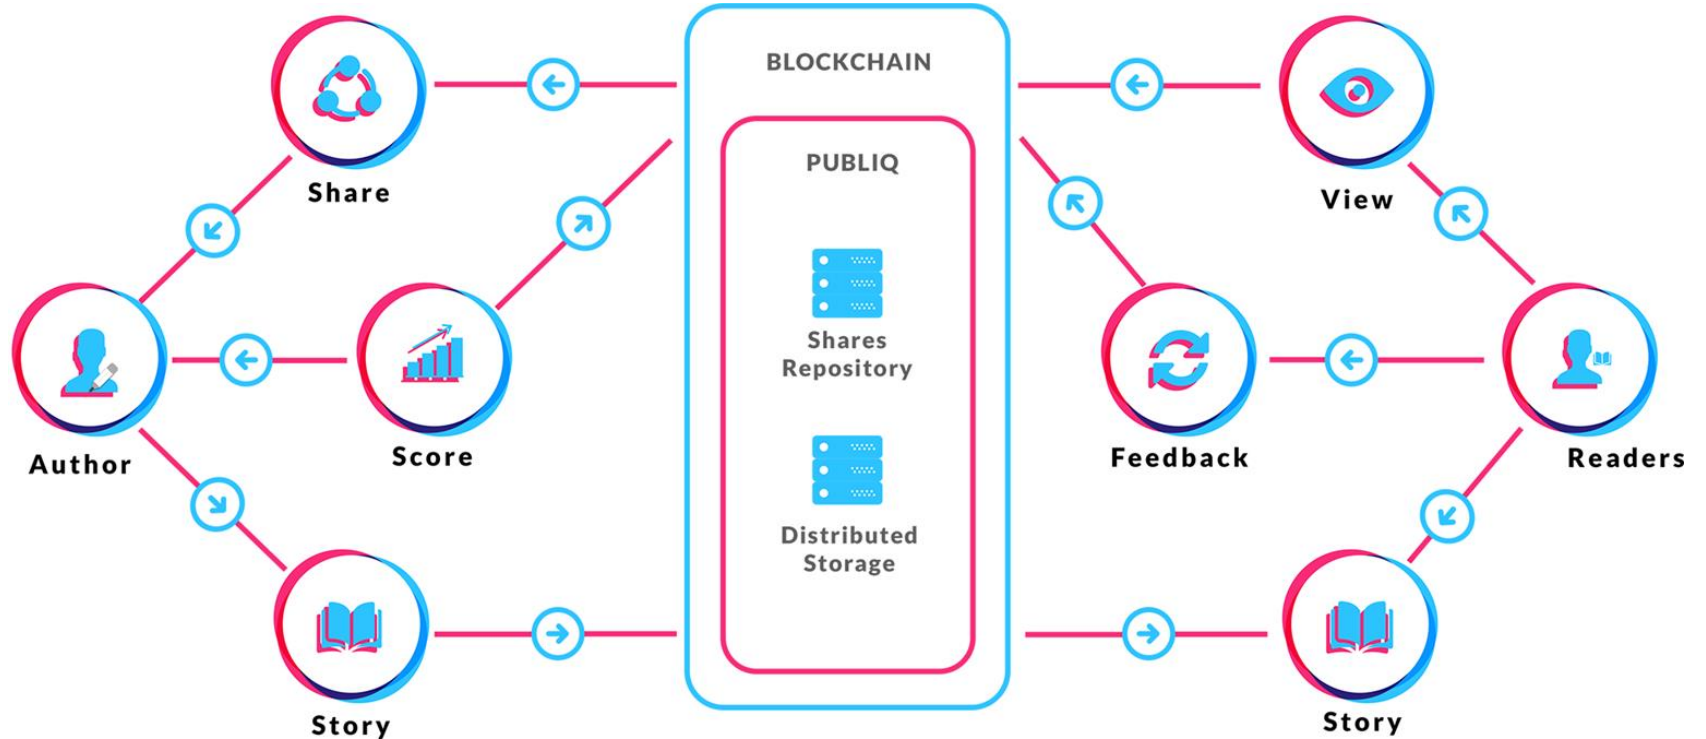 BLOCKCHAIN
PUBLIQ
Share
View
Shares
Repository
Author
Score
Feedback
Readers
Distributed
Storage
Story
Story